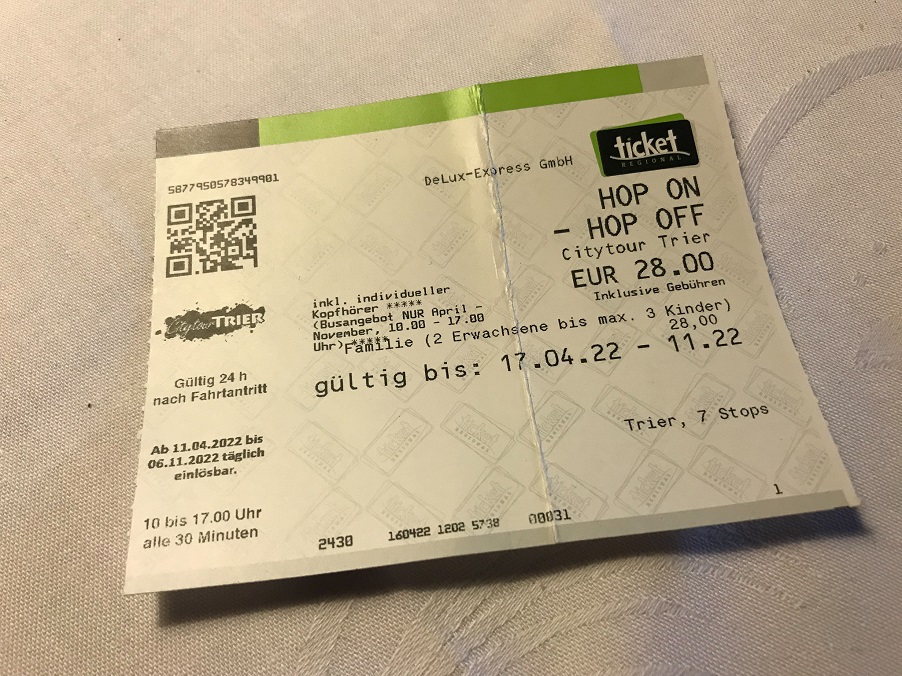 5877950578349901
DeLux-Express GmbH
ticket
REGIONAL
HOP ON
- HOP OFF
Citytour Trier
EUR 28.00
Inklusive Gebühren
inkl. individueller
Kopfhörer *****
(Busangebot NUR April -
November, 10.00 - 17.00
Uhr)*****
Familie (2 Erwachsene bis max. 3 Kinder)
28,00
gültig bis: 17.04.22 - 11.22
Trier, 7 Stops
Citytour TRIER
Gültig 24 h
nach Fahrtantritt
Ab 11.04.2022 bis
06.11.2022 täglich
einlösbar.
10 bis 17.00 Uhr
alle 30 Minuten
2430 160422 1202 5738 00031
1